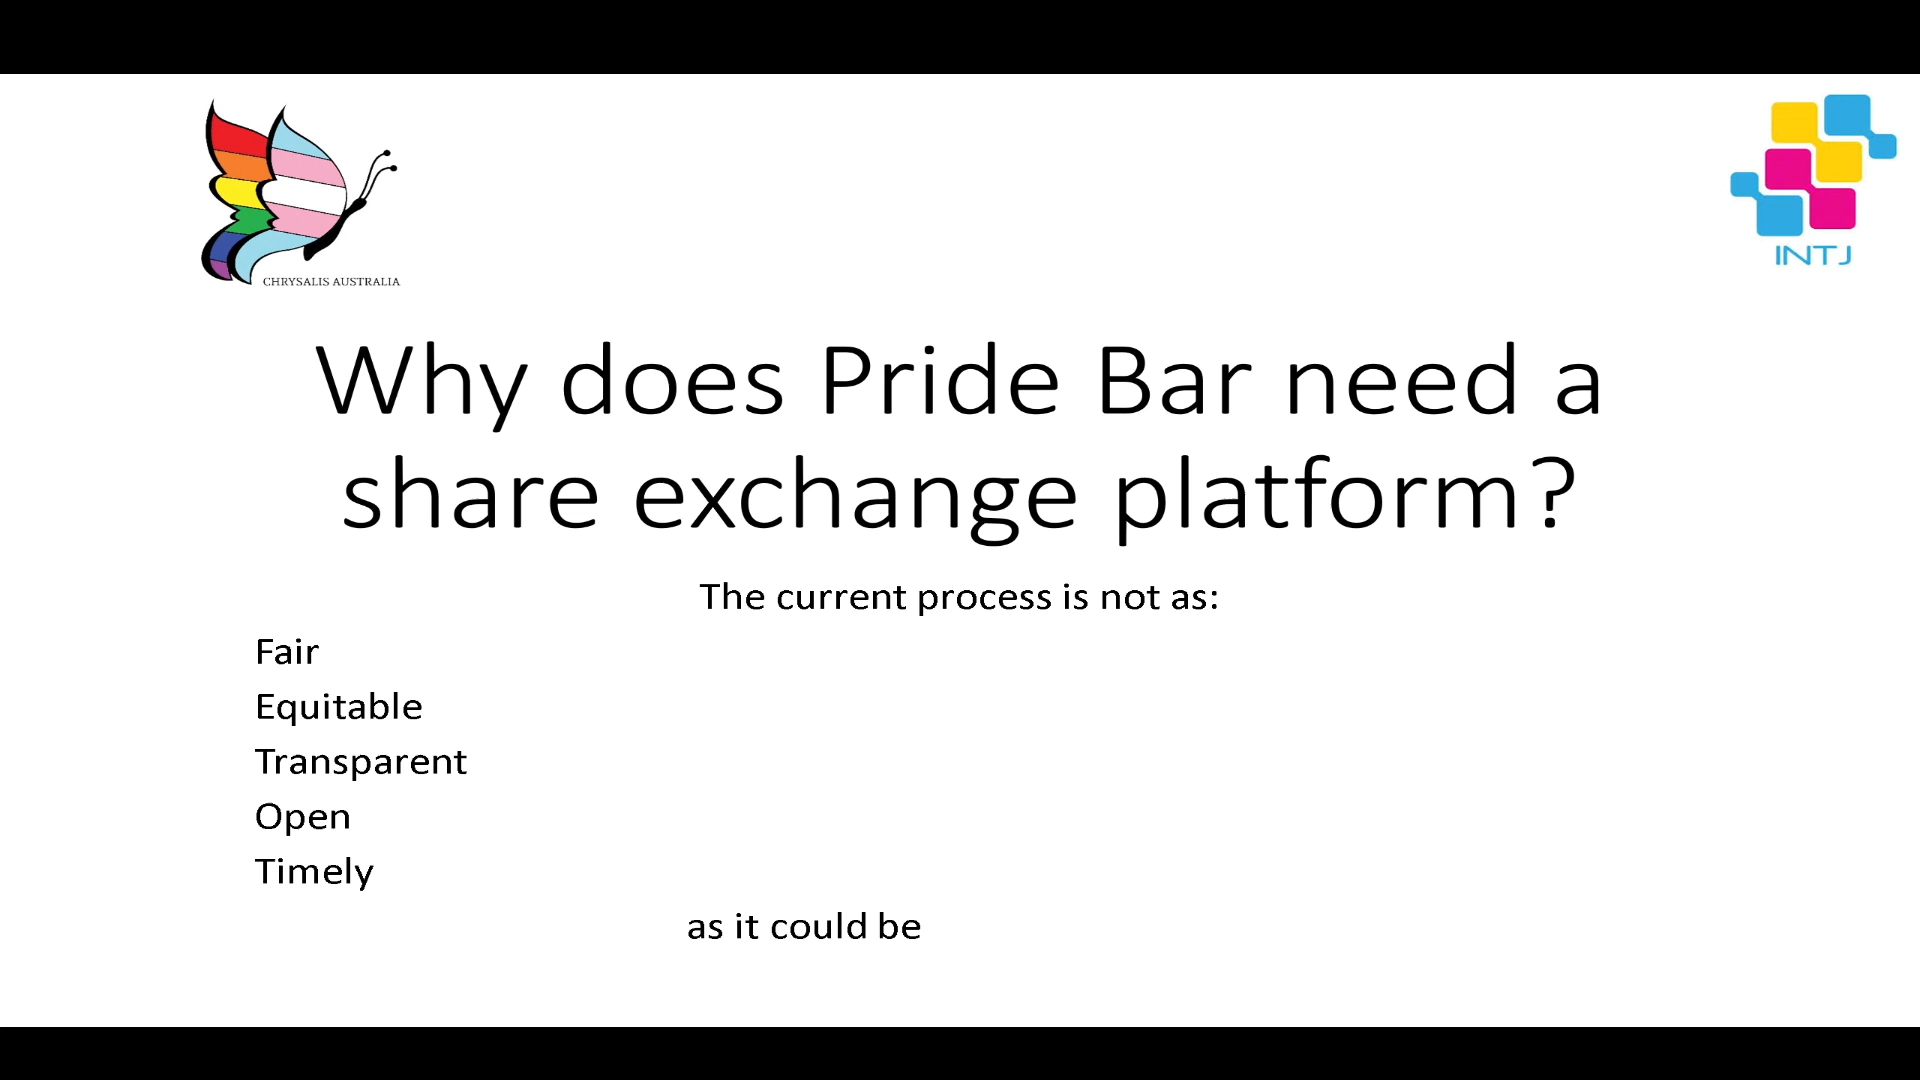 CHRYSALIS AUSTRALIA
INTJ
Why does Pride Bar need a
share exchange platform?
The current process is not as:
Fair
Equitable
Transparent
Open
Timely
as it could be